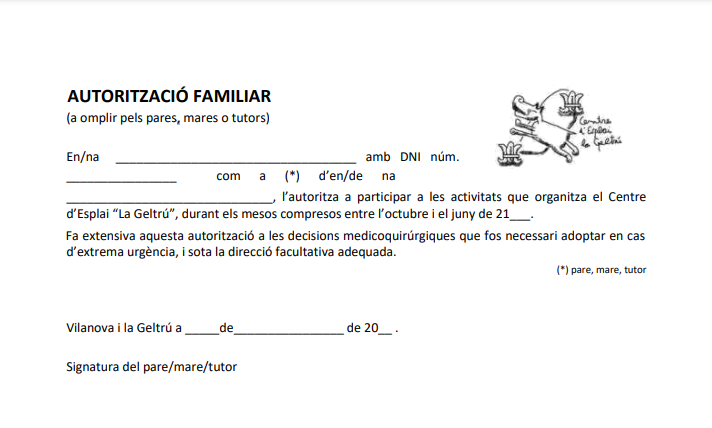 AUTORITZACIÓ FAMILIAR
(a omplir pels pares, mares o tutors)
Centre
d'Esplai
la Geltrú
En/na ___________________________________ amb DNI núm.
________________ com a (*) d'en/de na
______________________________, l'autoritza a participar a les activitats que organitza el Centre
d'Esplai "La Geltrú", durant els mesos compresos entre l'octubre i el juny de 21___.
Fa extensiva aquesta autorització a les decisions medicoquirúrgiques que fos necessari adoptar en cas
d'extrema urgència, i sota la direcció facultativa adequada.
(*) pare, mare, tutor
Vilanova i la Geltrú a _____de________________ de 20__ .
Signatura del pare/mare/tutor